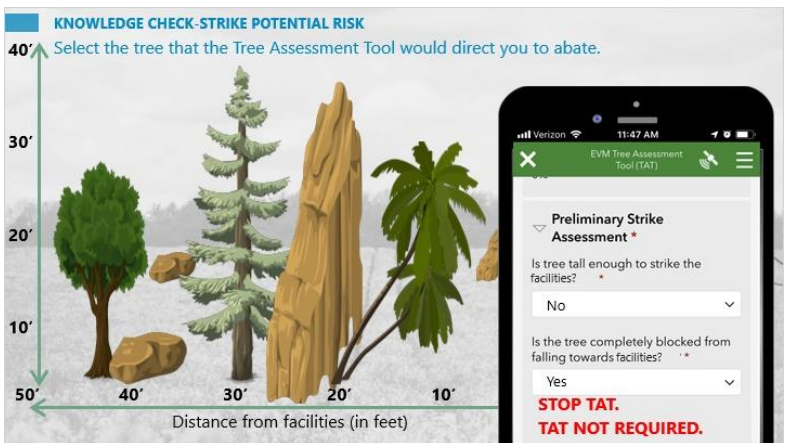 KNOWLEDGE CHECK-STRIKE POTENTIAL RISK
Select the tree that the Tree Assessment Tool would direct you to abate.
40′
30′
20′
10′
50′ 40′ 30′ 20′ 10′
Distance from facilities (in feet)
Verizon 11:47 AM
EVM Tree Assessment
Tool (TAT)
Preliminary Strike
Assessment *
Is tree tall enough to strike the
facilities? *
No
Is the tree completely blocked from
falling towards facilities? *
Yes
STOP TAT.
TAT NOT REQUIRED.